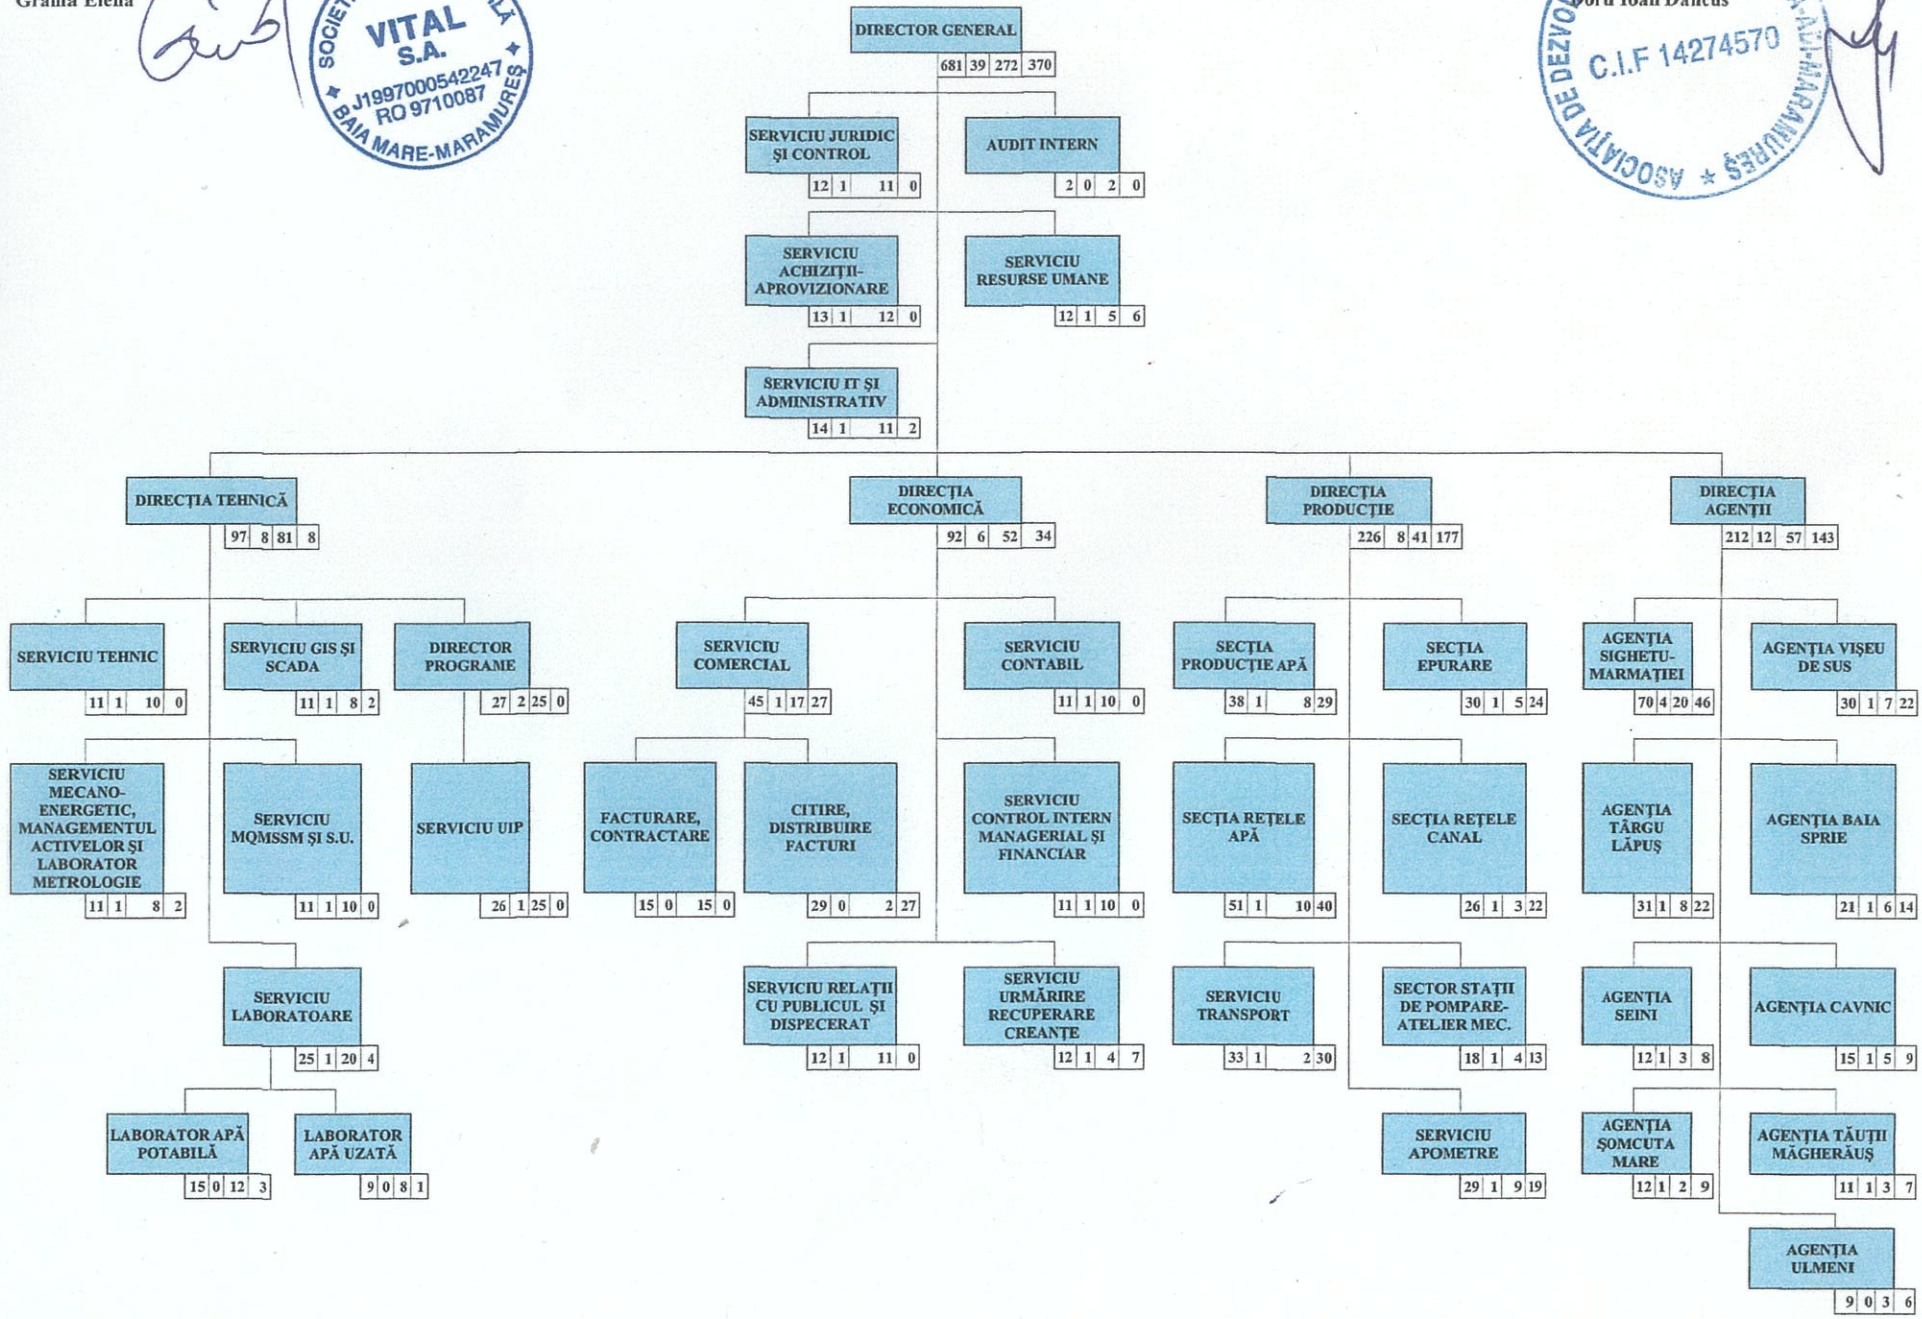 Elena
SOCIET
VITAL
S.A.
J1997000542247
RO 9710087
BAIA MARE-MARAMUREȘ
Doru Ioan Dancuș
ASOCIAȚIA DE DEZVOL
C.I.F 14274570
ADI-MARAMUREȘ
DIRECTOR GENERAL
681 39 272 370
SERVICIU JURIDIC
ȘI CONTROL
12 1 11 0
AUDIT INTERN
2 0 2 0
SERVICIU
ACHIZIȚII-
APROVIZIONARE
13 1 12 0
SERVICIU
RESURSE UMANE
12 1 5 6
SERVICIU IT ȘI
ADMINISTRATIV
14 1 11 2
DIRECȚIA TEHNICĂ
97 8 81 8
DIRECȚIA
ECONOMICĂ
92 6 52 34
DIRECȚIA
PRODUCȚIE
226 8 41 177
DIRECȚIA
AGENȚII
212 12 57 143
SERVICIU TEHNIC
11 1 10 0
SERVICIU GIS ȘI
SCADA
11 1 8 2
DIRECTOR
PROGRAME
27 2 25 0
SERVICIU
COMERCIAL
45 1 17 27
SERVICIU
CONTABIL
11 1 10 0
SECȚIA
PRODUCȚIE APĂ
38 1 8 29
SECȚIA
EPURARE
30 1 5 24
AGENȚIA
SIGHETU-
MARMAȚIEI
70 4 20 46
AGENȚIA VIȘEU
DE SUS
30 1 7 22
SERVICIU
MECANO-
ENERGETIC,
MANAGEMENTUL
ACTIVELOR ȘI
LABORATOR
METROLOGIE
11 1 8 2
SERVICIU
MQMSSM ȘI S.U.
11 1 10 0
SERVICIU UIP
26 1 25 0
FACTURARE,
CONTRACTARE
15 0 15 0
CITIRE,
DISTRIBUIRE
FACTURI
29 0 2 27
SERVICIU
CONTROL INTERN
MANAGERIAL ȘI
FINANCIAR
11 1 10 0
SECȚIA REȚELE
APĂ
51 1 10 40
SECȚIA REȚELE
CANAL
26 1 3 22
AGENȚIA
TÂRGU
LĂPUȘ
31 1 8 22
AGENȚIA BAIA
SPRIE
21 1 6 14
SERVICIU
LABORATOARE
25 1 20 4
SERVICIU RELAȚII
CU PUBLICUL ȘI
DISPECERAT
12 1 11 0
SERVICIU
URMĂRIRE
RECUPERARE
CREANȚE
12 1 4 7
SERVICIU
TRANSPORT
33 1 2 30
SECTOR STAȚII
DE POMPARE-
ATELIER MEC.
18 1 4 13
AGENȚIA
SEINI
12 1 3 8
AGENȚIA CAVNIC
15 1 5 9
LABORATOR APĂ
POTABILĂ
15 0 12 3
LABORATOR
APĂ UZATĂ
9 0 8 1
SERVICIU
APOMETRE
29 1 9 19
AGENȚIA
ȘOMCUTA
MARE
12 1 2 9
AGENȚIA TĂUȚII
MĂGHERĂUȘ
11 1 3 7
AGENȚIA
ULMENI
9 0 3 6